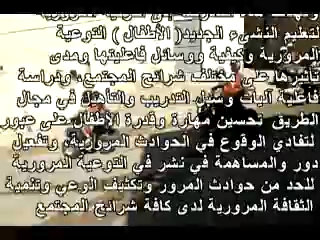 لتعليم النشيء الجديد( الأطفال ) التوعية
المرورية وكيفية ووسائل فاعليتها ومدى
تأثيرها على مختلف شرائح المجتمع، ودراسة
فاعلية آليات وسبل التدريب والتأهيل في مجال
الطريق تحسين مهارة وقدرة الأطفال على عبور
لتفادي الوقوع في الحوادث المرورية، وتفعيل
دور والمساهمة في نشر في التوعية المرورية
للحد من حوادث المرور وتكثيف الوعي وتنمية
الثقافة المرورية لدى كافة شرائح المجتمع